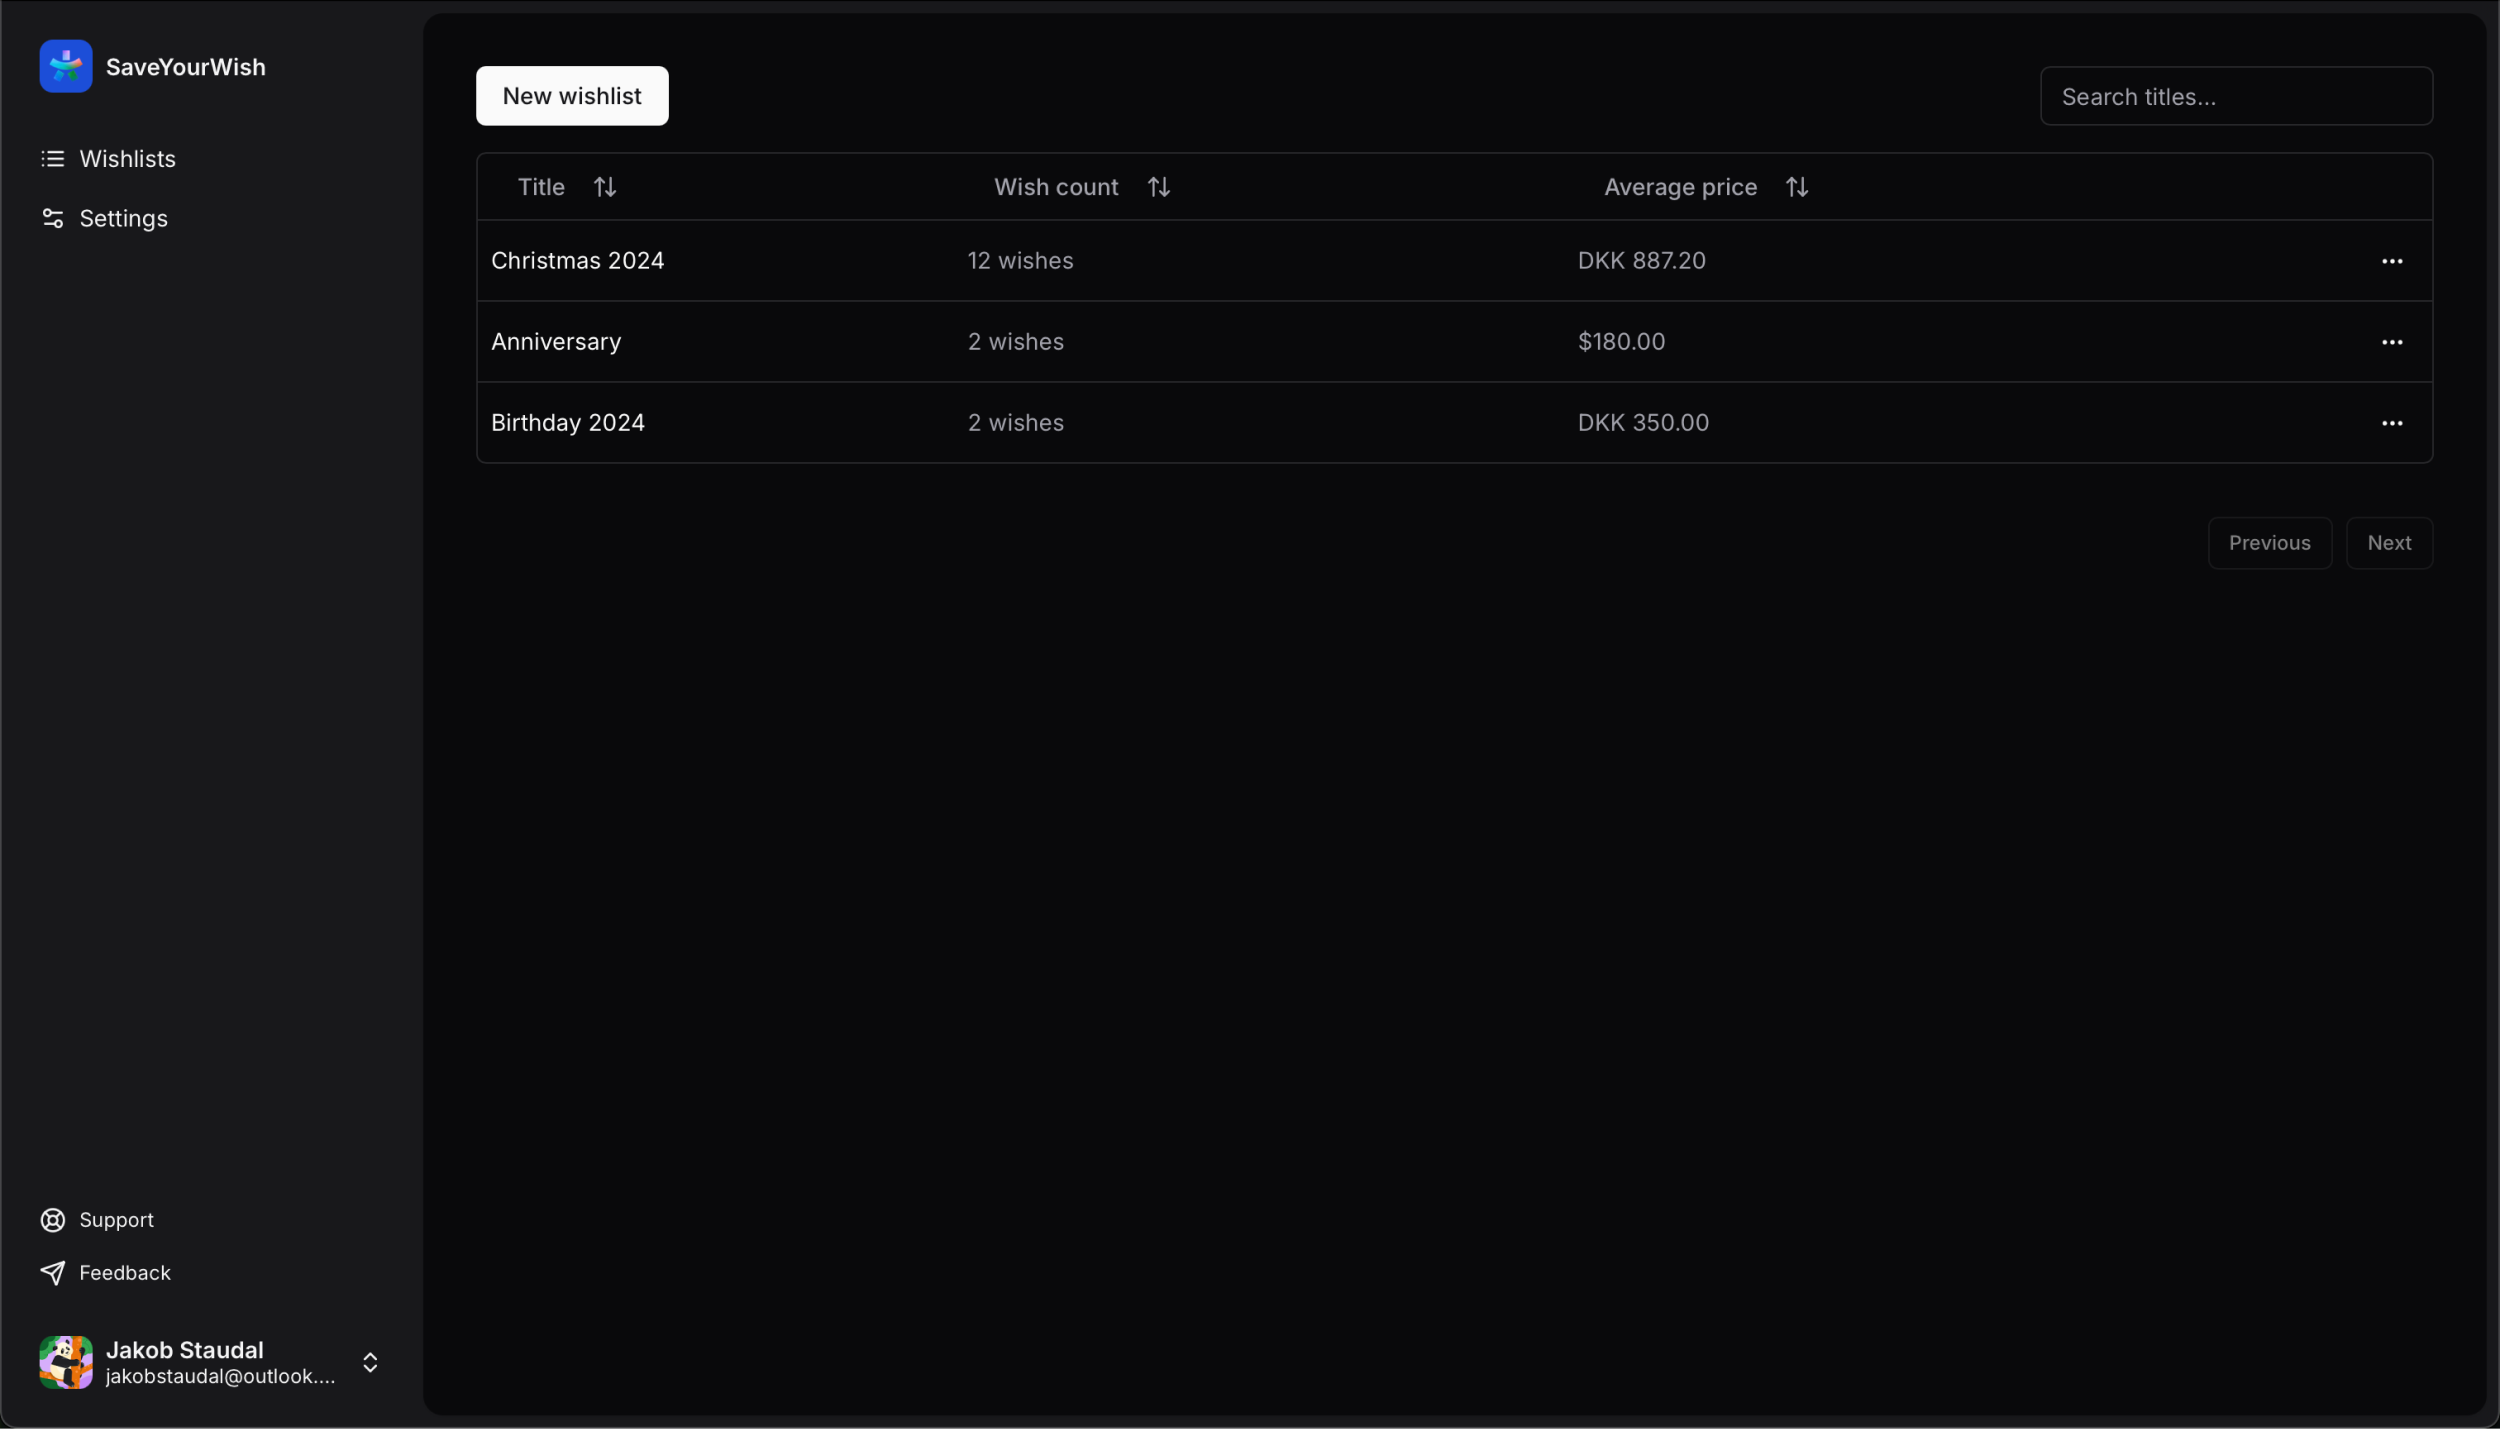 SaveYourWish
Wishlists
Settings
Support
Feedback
Jakob Staudal
jakobstaudal@outlook....
New wishlist
Search titles...
Title Wish count Average price
Christmas 2024 12 wishes DKK 887.20
Anniversary 2 wishes $180.00
Birthday 2024 2 wishes DKK 350.00
Previous Next